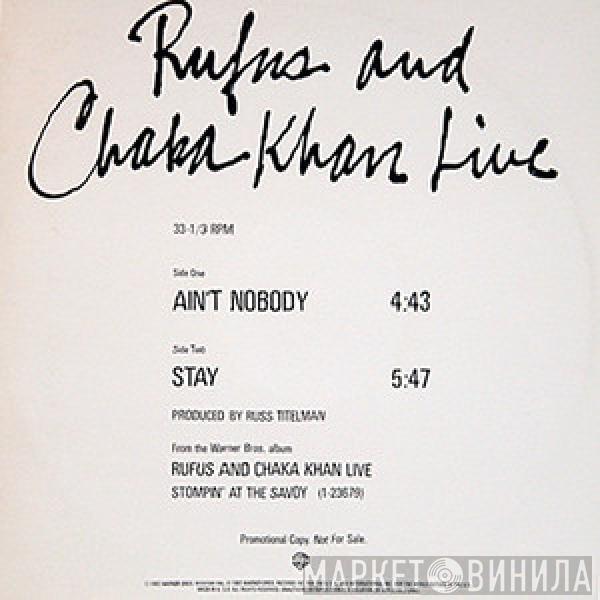 Rufus and
Chaka Khan Live
33-1/3 RPM
Side One
AIN'T NOBODY 4:43
Side Two
STAY 5:47
PRODUCED BY RUSS TITELMAN
From the Warner Bros. album
RUFUS AND CHAKA KHAN LIVE
STOMPIN' AT THE SAVOY (1-23679)
Promotional Copy. Not For Sale.
МАРКЕТ ВИНИЛА